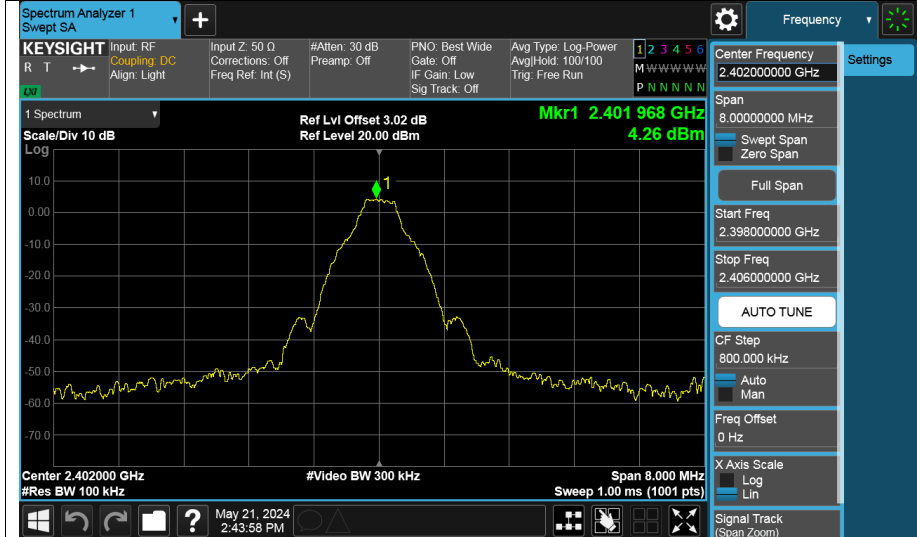 Spectrum Analyzer 1
Swept SA
+
Frequency
KEYSIGHT
R T
LXI
Input: RF
Coupling: DC
Align: Light
Input Z: 50 Ω
Corrections: Off
Freq Ref: Int (S)
#Atten: 30 dB
Preamp: Off
PNO: Best Wide
Gate: Off
IF Gain: Low
Sig Track: Off
Avg Type: Log-Power
Avg|Hold: 100/100
Trig: Free Run
1 2 3 4 5 6
M W W W W W
P N N N N N
1 Spectrum
Scale/Div 10 dB
Log
Ref Lvl Offset 3.02 dB
Ref Level 20.00 dBm
Mkr1 2.401 968 GHz
4.26 dBm
1
10.0
0.00
-10.0
-20.0
-30.0
-40.0
-50.0
-60.0
-70.0
Center 2.402000 GHz
#Res BW 100 kHz
#Video BW 300 kHz
Span 8.000 MHz
Sweep 1.00 ms (1001 pts)
?
May 21, 2024
2:43:58 PM
Center Frequency
2.402000000 GHz
Settings
Span
8.00000000 MHz
Swept Span
Zero Span
Full Span
Start Freq
2.398000000 GHz
Stop Freq
2.406000000 GHz
AUTO TUNE
CF Step
800.000 kHz
Auto
Man
Freq Offset
0 Hz
X Axis Scale
Log
Lin
Signal Track
(Span Zoom)